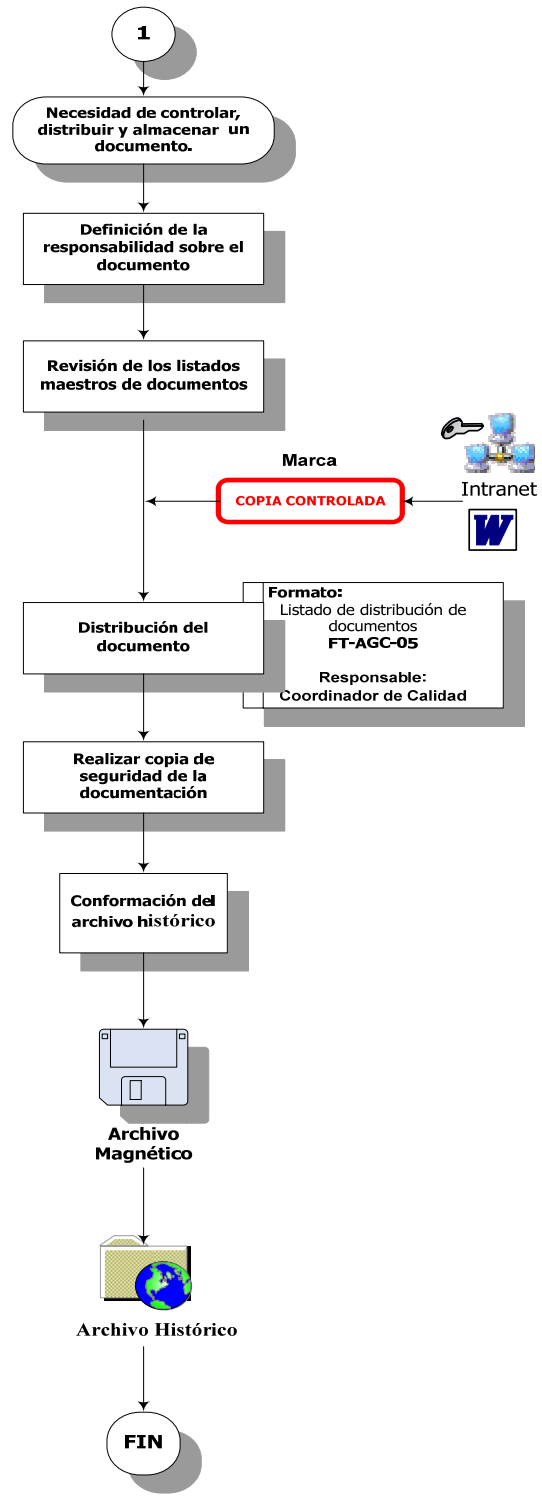 1
Necesidad de controlar,
distribuir y almacenar un
documento.
Definición de la
responsabilidad sobre el
documento
Revisión de los listados
maestros de documentos
Marca
COPIA CONTROLADA
Intranet
W
Formato:
Listado de distribución de
documentos
FT-AGC-05
Responsable:
Coordinador de Calidad
Distribución del
documento
Realizar copia de
seguridad de la
documentación
Conformación del
archivo histórico
Archivo
Magnético
Archivo Histórico
FIN